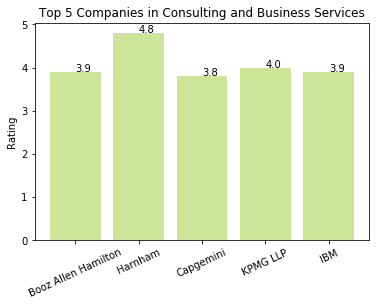 Top 5 Companies in Consulting and Business Services
Rating
5
4
3
2
1
0
3.9
4.8
3.8
4.0
3.9
Booz Allen Hamilton
Harnham
Capgemini
KPMG LLP
IBM